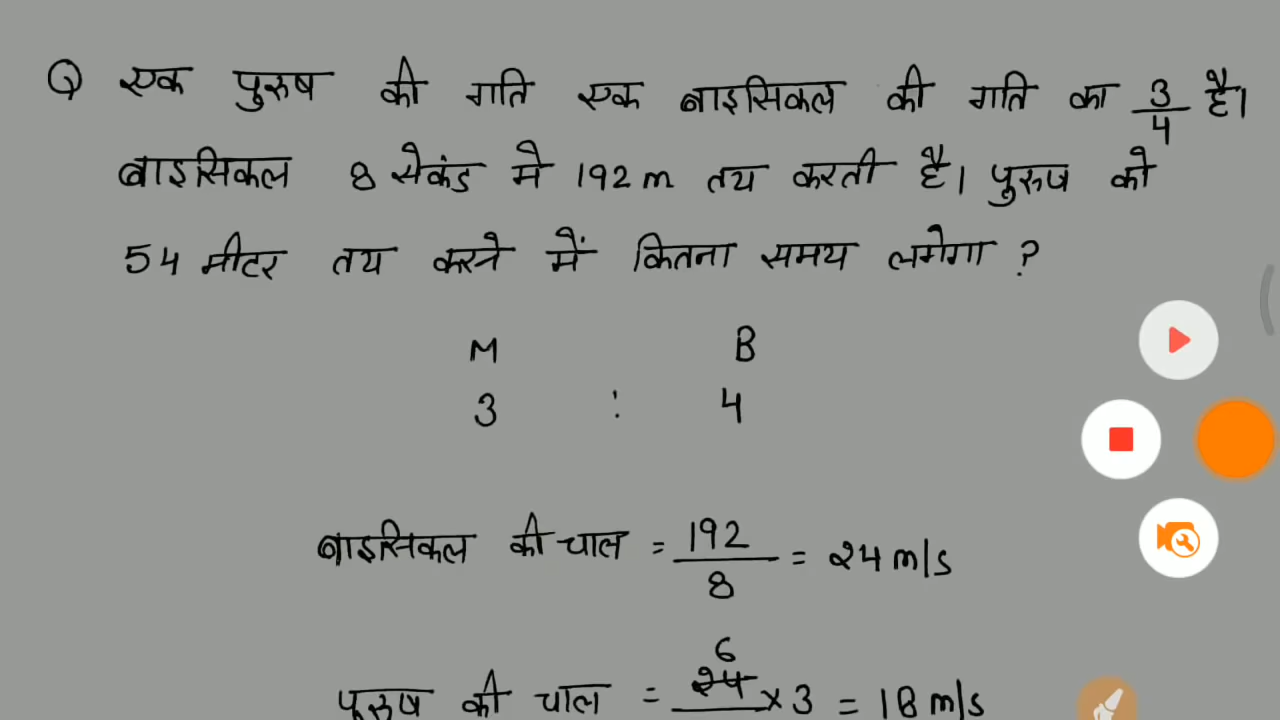 Q एक पुरुष की गति एक बाइसिकल की गति का 3/4 है।
बाइसिकल 8 सेकंड मे 192 m तय करती है। पुरुष को
54 मीटर तय करने में कितना समय लगेगा ?
M B
3 : 4
बाइसिकल की चाल = 192/8 = 24 m/s
6
पुरुष की चाल = 24 × 3 = 18 m/s